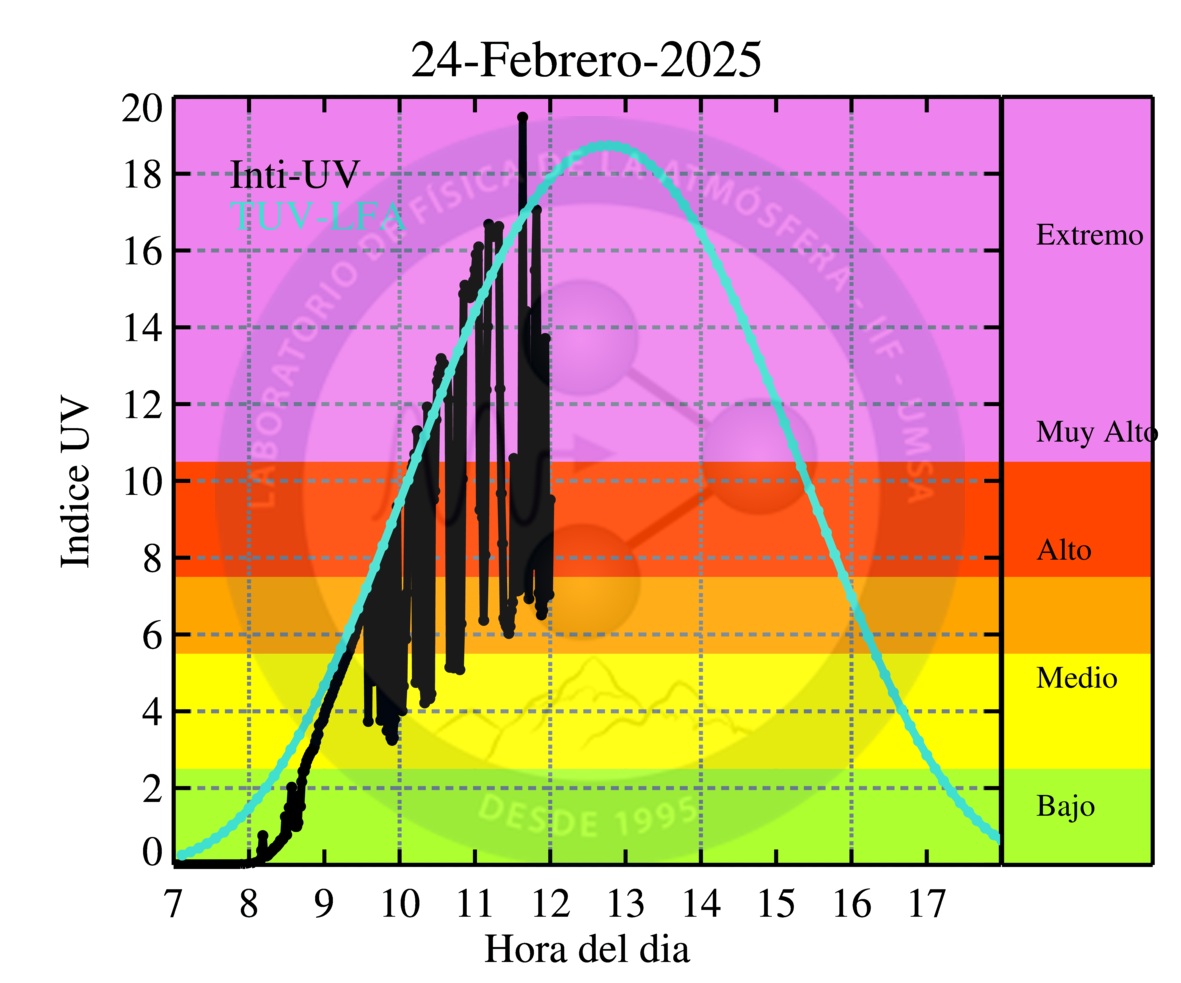 24-Febrero-2025
20
18
16
14
12
10
8
6
4
2
0
Indice UV
Inti-UV
TUV-LFA
LABORATORIO DE FÍSICA DE LA ATMÓSFERA - IIF - UMSA
DESDE 1995
Extremo
Muy Alto
Alto
Medio
Bajo
7 8 9 10 11 12 13 14 15 16 17
Hora del dia